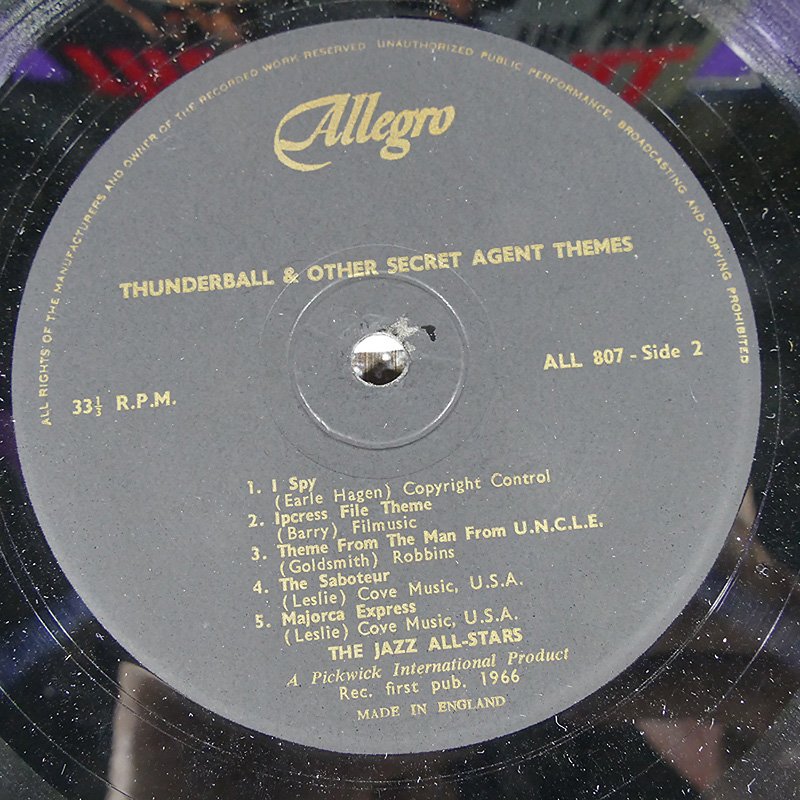 ALL RIGHTS OF THE MANUFACTURERS AND OWNER OF THE RECORDED WORK RESERVED UNAUTHORIZED PUBLIC PERFORMANCE, BROADCASTING AND COPYING PROHIBITED
Allegro
THUNDERBALL & OTHER SECRET AGENT THEMES
33⅓ R.P.M.
ALL 807 - Side 2
1. I Spy
(Earle Hagen) Copyright Control
2. Ipcress File Theme
(Barry) Filmusic
3. Theme From The Man From U.N.C.L.E.
(Goldsmith) Robbins
4. The Saboteur
(Leslie) Cove Music, U.S.A.
5. Majorca Express
(Leslie) Cove Music, U.S.A.
THE JAZZ ALL-STARS
A Pickwick International Product
Rec. first pub. 1966
MADE IN ENGLAND